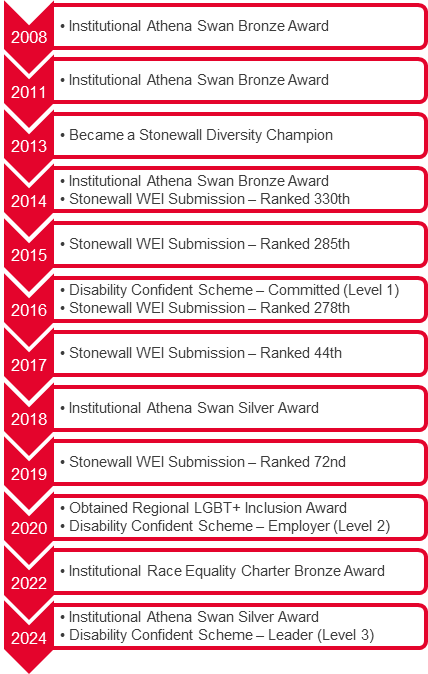 2008
• Institutional Athena Swan Bronze Award
2011
• Institutional Athena Swan Bronze Award
2013
• Became a Stonewall Diversity Champion
2014
• Institutional Athena Swan Bronze Award
• Stonewall WEI Submission – Ranked 330th
2015
• Stonewall WEI Submission – Ranked 285th
2016
• Disability Confident Scheme – Committed (Level 1)
• Stonewall WEI Submission – Ranked 278th
2017
• Stonewall WEI Submission – Ranked 44th
2018
• Institutional Athena Swan Silver Award
2019
• Stonewall WEI Submission – Ranked 72nd
2020
• Obtained Regional LGBT+ Inclusion Award
• Disability Confident Scheme – Employer (Level 2)
2022
• Institutional Race Equality Charter Bronze Award
2024
• Institutional Athena Swan Silver Award
• Disability Confident Scheme – Leader (Level 3)